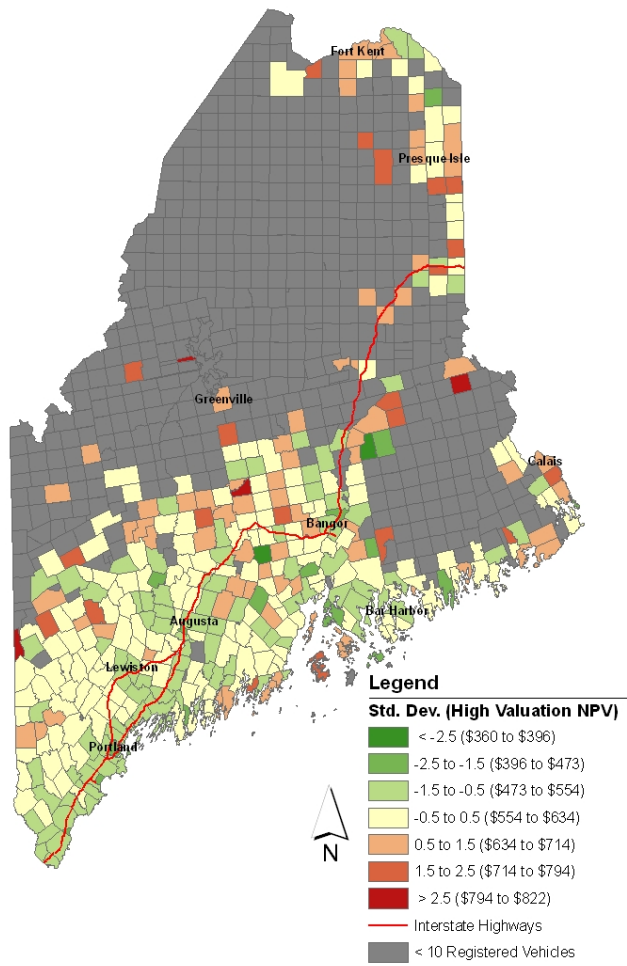 Fort Kent
Presque Isle
Greenville
Calais
Bangor
Bar Harbor
Augusta
Lewiston
Portland
N
Legend
Std. Dev. (High Valuation NPV)
< -2.5 ($360 to $396)
-2.5 to -1.5 ($396 to $473)
-1.5 to -0.5 ($473 to $554)
-0.5 to 0.5 ($554 to $634)
0.5 to 1.5 ($634 to $714)
1.5 to 2.5 ($714 to $794)
> 2.5 ($794 to $822)
Interstate Highways
< 10 Registered Vehicles